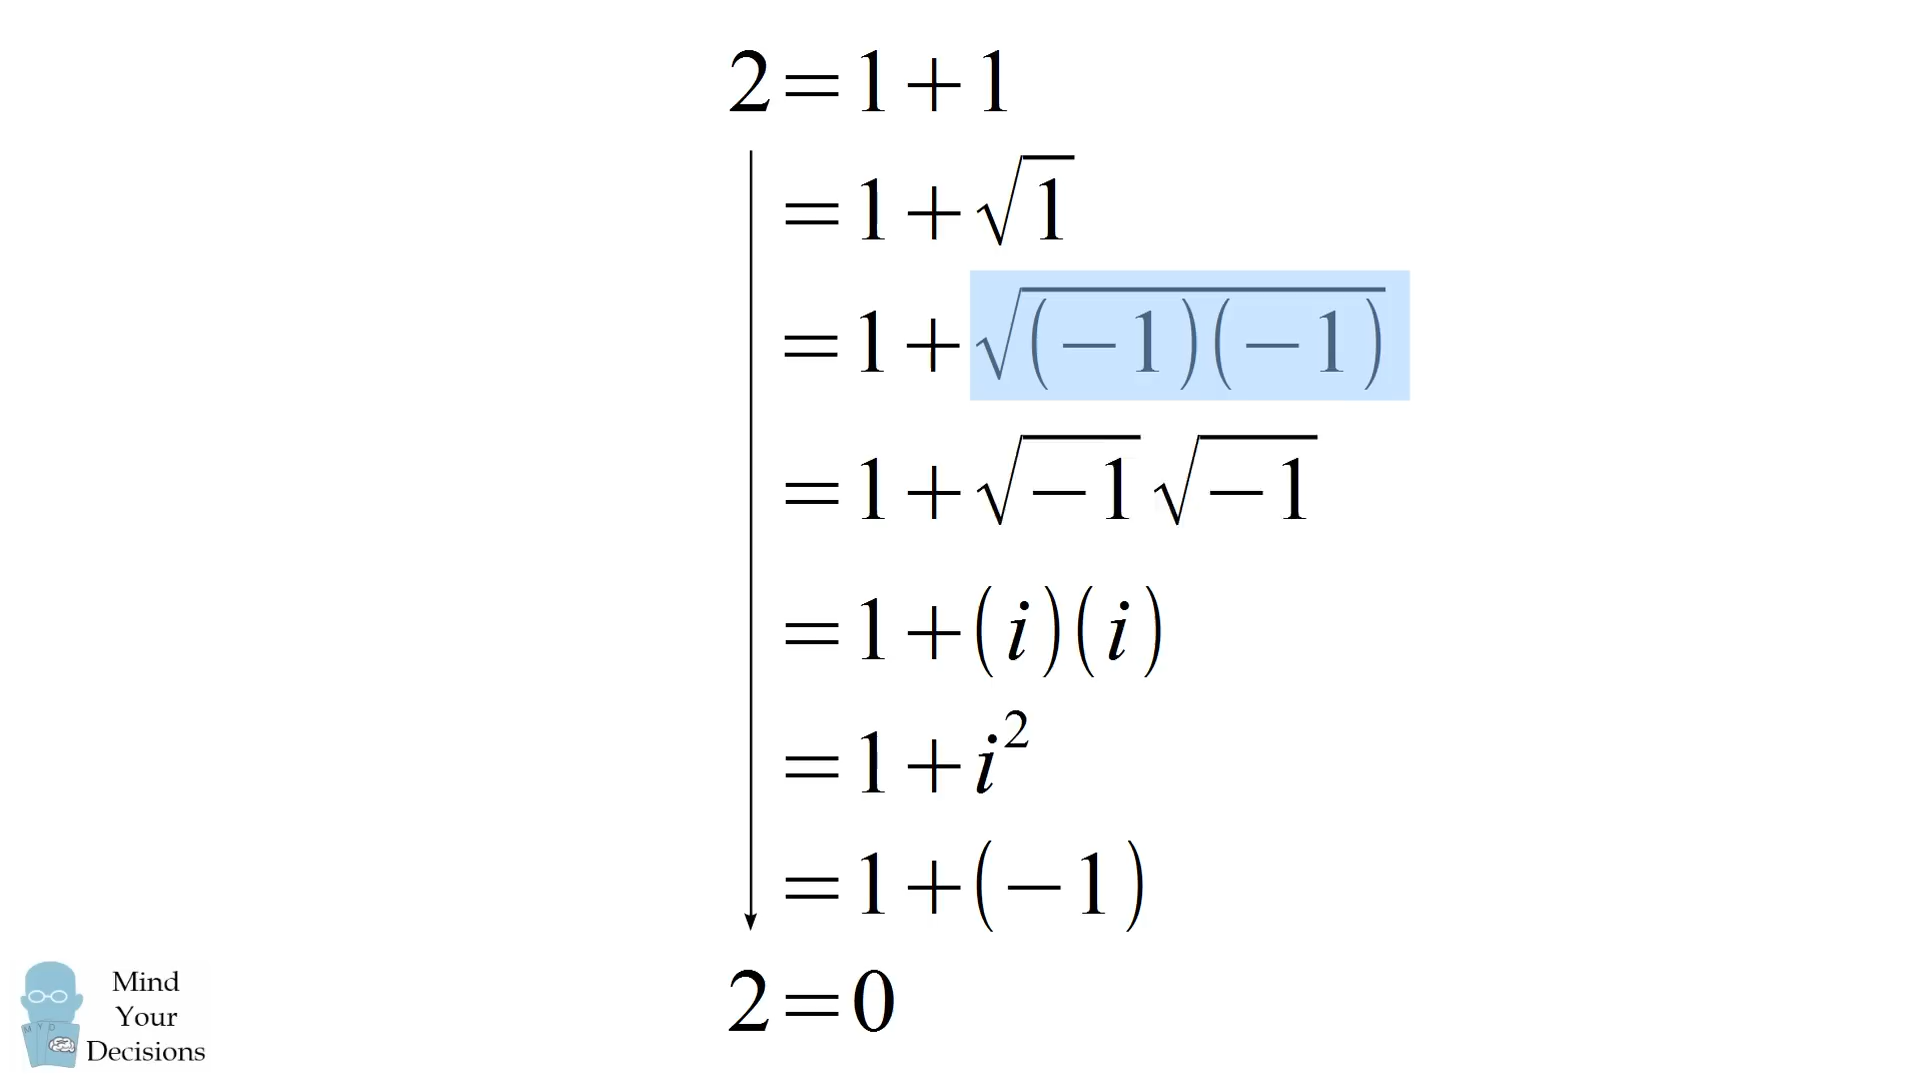 2=1+1
=1+√1
=1+√(−1)(−1)
=1+√−1 √−1
=1+(i)(i)
=1+i²
=1+(−1)
2=0
Mind
Your
Decisions
M Y D